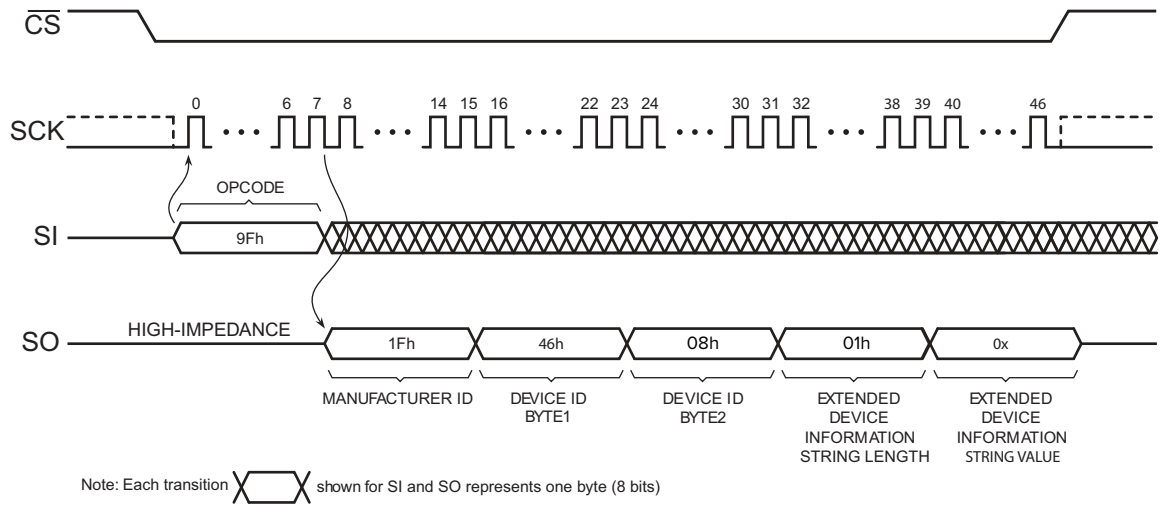 CS
0 6 7 8 14 15 16 22 23 24 30 31 32 38 39 40 46
SCK
OPCODE
SI
9Fh
HIGH-IMPEDANCE
SO
1Fh 46h 08h 01h 0x
MANUFACTURER ID
DEVICE ID
BYTE1
DEVICE ID
BYTE2
EXTENDED
DEVICE
INFORMATION
STRING LENGTH
EXTENDED
DEVICE
INFORMATION
STRING VALUE
Note: Each transition shown for SI and SO represents one byte (8 bits)